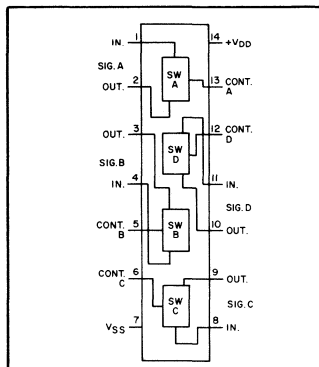 1 14
IN. +VDD
SIG. A SW A
2 13
OUT. CONT. A
3 12
OUT. CONT. D
SW D
SIG. B
4 11
IN. IN.
SW B SIG. D
5 10
CONT. B OUT.
6 9
CONT. C OUT.
SW C SIG. C
7 8
VSS IN.